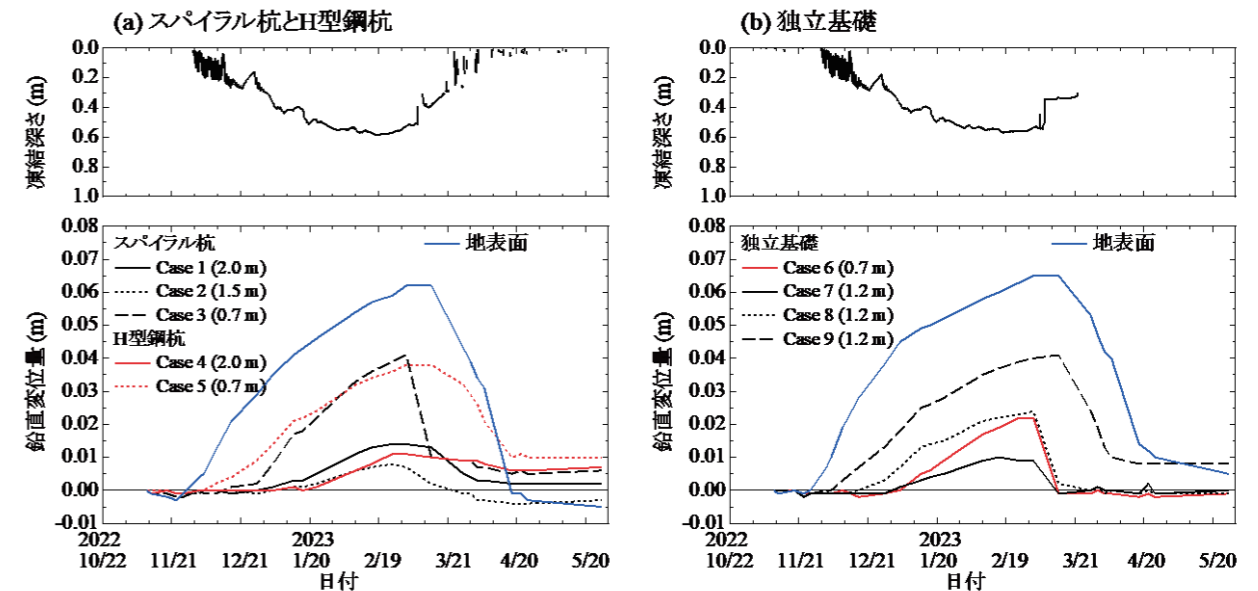 (a) スパイラル杭とH型鋼杭
0.0
0.2
0.4
0.6
0.8
1.0
凍結深さ (m)
0.08
0.07
0.06
0.05
0.04
0.03
0.02
0.01
0.00
-0.01
鉛直変位量 (m)
スパイラル杭
Case 1 (2.0 m)
Case 2 (1.5 m)
Case 3 (0.7 m)
H型鋼杭
Case 4 (2.0 m)
Case 5 (0.7 m)
地表面
2022 2023
10/22 11/21 12/21 1/20 2/19 3/21 4/20 5/20
日付
(b) 独立基礎
0.0
0.2
0.4
0.6
0.8
1.0
凍結深さ (m)
0.08
0.07
0.06
0.05
0.04
0.03
0.02
0.01
0.00
-0.01
鉛直変位量 (m)
独立基礎
Case 6 (0.7 m)
Case 7 (1.2 m)
Case 8 (1.2 m)
Case 9 (1.2 m)
地表面
2022 2023
10/22 11/21 12/21 1/20 2/19 3/21 4/20 5/20
日付